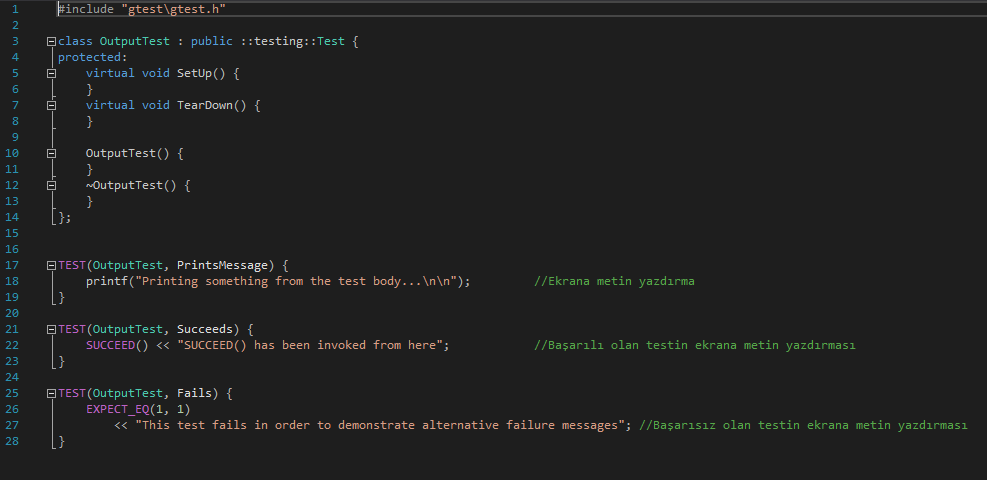 1 #include "gtest\gtest.h"
2
3 class OutputTest : public ::testing::Test {
4 protected:
5 virtual void SetUp() {
6 }
7 virtual void TearDown() {
8 }
9
10 OutputTest() {
11 }
12 ~OutputTest() {
13 }
14 };
15
16
17 TEST(OutputTest, PrintsMessage) {
18 printf("Printing something from the test body...\n\n"); //Ekrana metin yazdırma
19 }
20
21 TEST(OutputTest, Succeeds) {
22 SUCCEED() << "SUCCEED() has been invoked from here"; //Başarılı olan testin ekrana metin yazdırması
23 }
24
25 TEST(OutputTest, Fails) {
26 EXPECT_EQ(1, 1)
27 << "This test fails in order to demonstrate alternative failure messages"; //Başarısız olan testin ekrana metin yazdırması
28 }